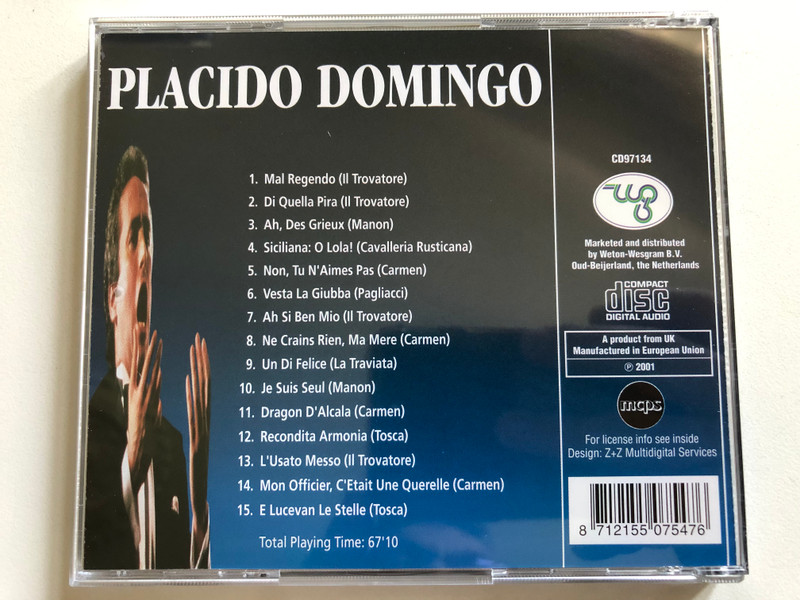 PLACIDO DOMINGO
1. Mal Regendo (Il Trovatore)
2. Di Quella Pira (Il Trovatore)
3. Ah, Des Grieux (Manon)
4. Siciliana: O Lola! (Cavalleria Rusticana)
5. Non, Tu N'Aimes Pas (Carmen)
6. Vesta La Giubba (Pagliacci)
7. Ah Si Ben Mio (Il Trovatore)
8. Ne Crains Rien, Ma Mere (Carmen)
9. Un Di Felice (La Traviata)
10. Je Suis Seul (Manon)
11. Dragon D'Alcala (Carmen)
12. Recondita Armonia (Tosca)
13. L'Usato Messo (Il Trovatore)
14. Mon Officier, C'Etait Une Querelle (Carmen)
15. E Lucevan Le Stelle (Tosca)
Total Playing Time: 67'10
CD97134
Marketed and distributed
by Weton-Wesgram B.V.
Oud-Beijerland, the Netherlands
COMPACT
disc
DIGITAL AUDIO
A product from UK
Manufactured in European Union
℗ 2001
mcps
For license info see inside
Design: Z+Z Multidigital Services
8 712155 075476